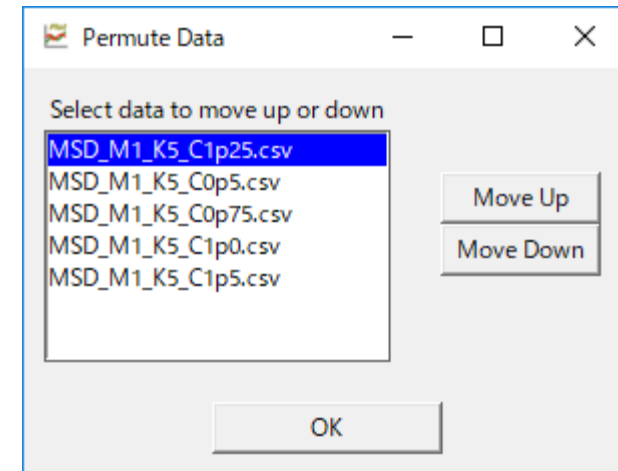 Permute Data
Select data to move up or down
MSD_M1_K5_C1p25.csv
MSD_M1_K5_C0p5.csv
MSD_M1_K5_C0p75.csv
MSD_M1_K5_C1p0.csv
MSD_M1_K5_C1p5.csv
Move Up
Move Down
OK